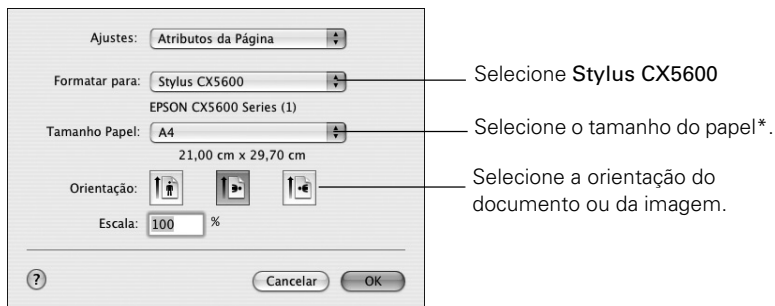 Ajustes: Atributos da Página
Formatar para: Stylus CX5600
EPSON CX5600 Series (1)
Tamanho Papel: A4
21,00 cm x 29,70 cm
Orientação:
Escala: 100 %
? Cancelar OK
Selecione Stylus CX5600
Selecione o tamanho do papel*.
Selecione a orientação do
documento ou da imagem.